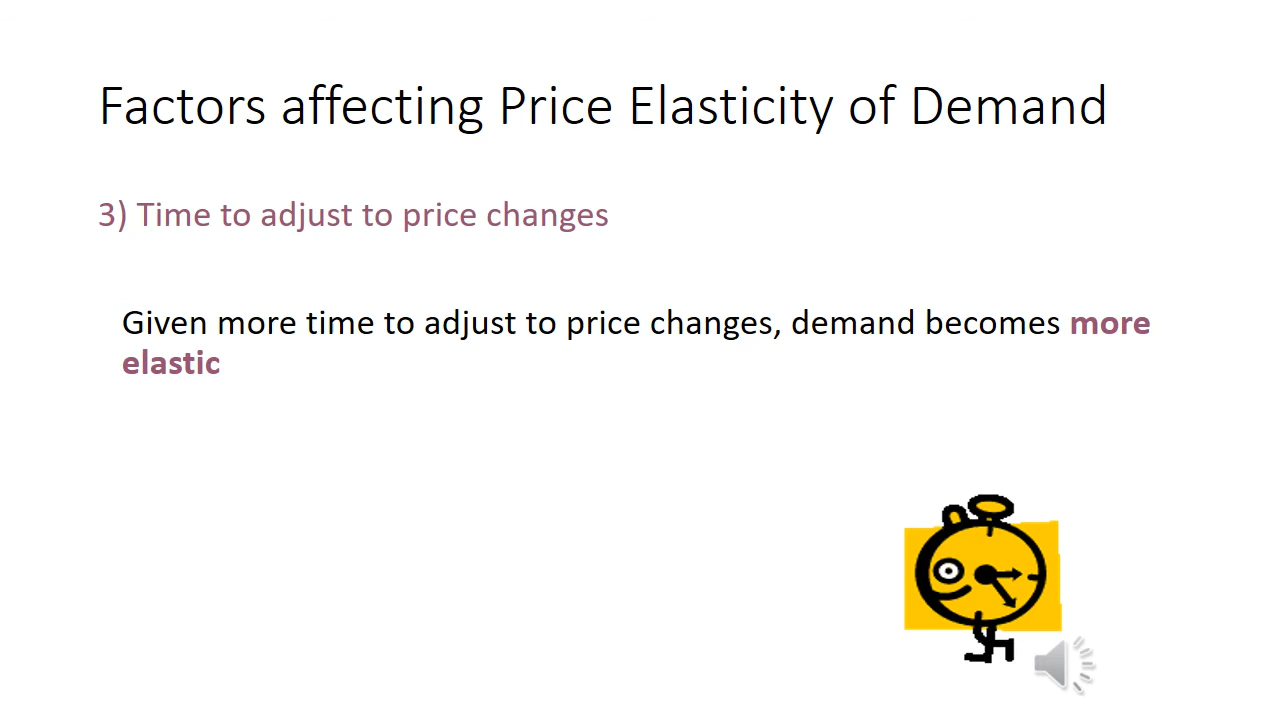 Factors affecting Price Elasticity of Demand
3) Time to adjust to price changes
Given more time to adjust to price changes, demand becomes more
elastic